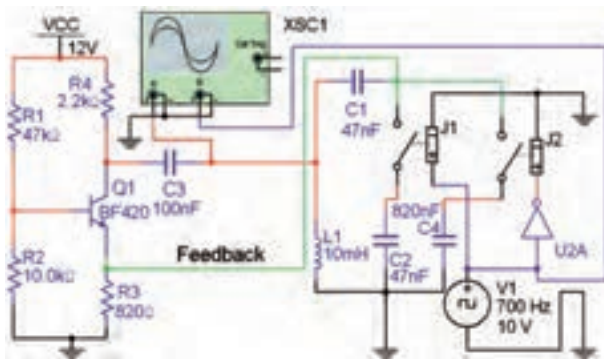 VCC
12V
XSC1
R4
2.2kΩ
R1
47kΩ
C1
47nF
J1
J2
Q1
BF420
C3
100nF
820nF
C4
U2A
R2
10.0kΩ
Feedback
L1
10mH
C2
47nF
R3
820Ω
V1
700 Hz
10 V